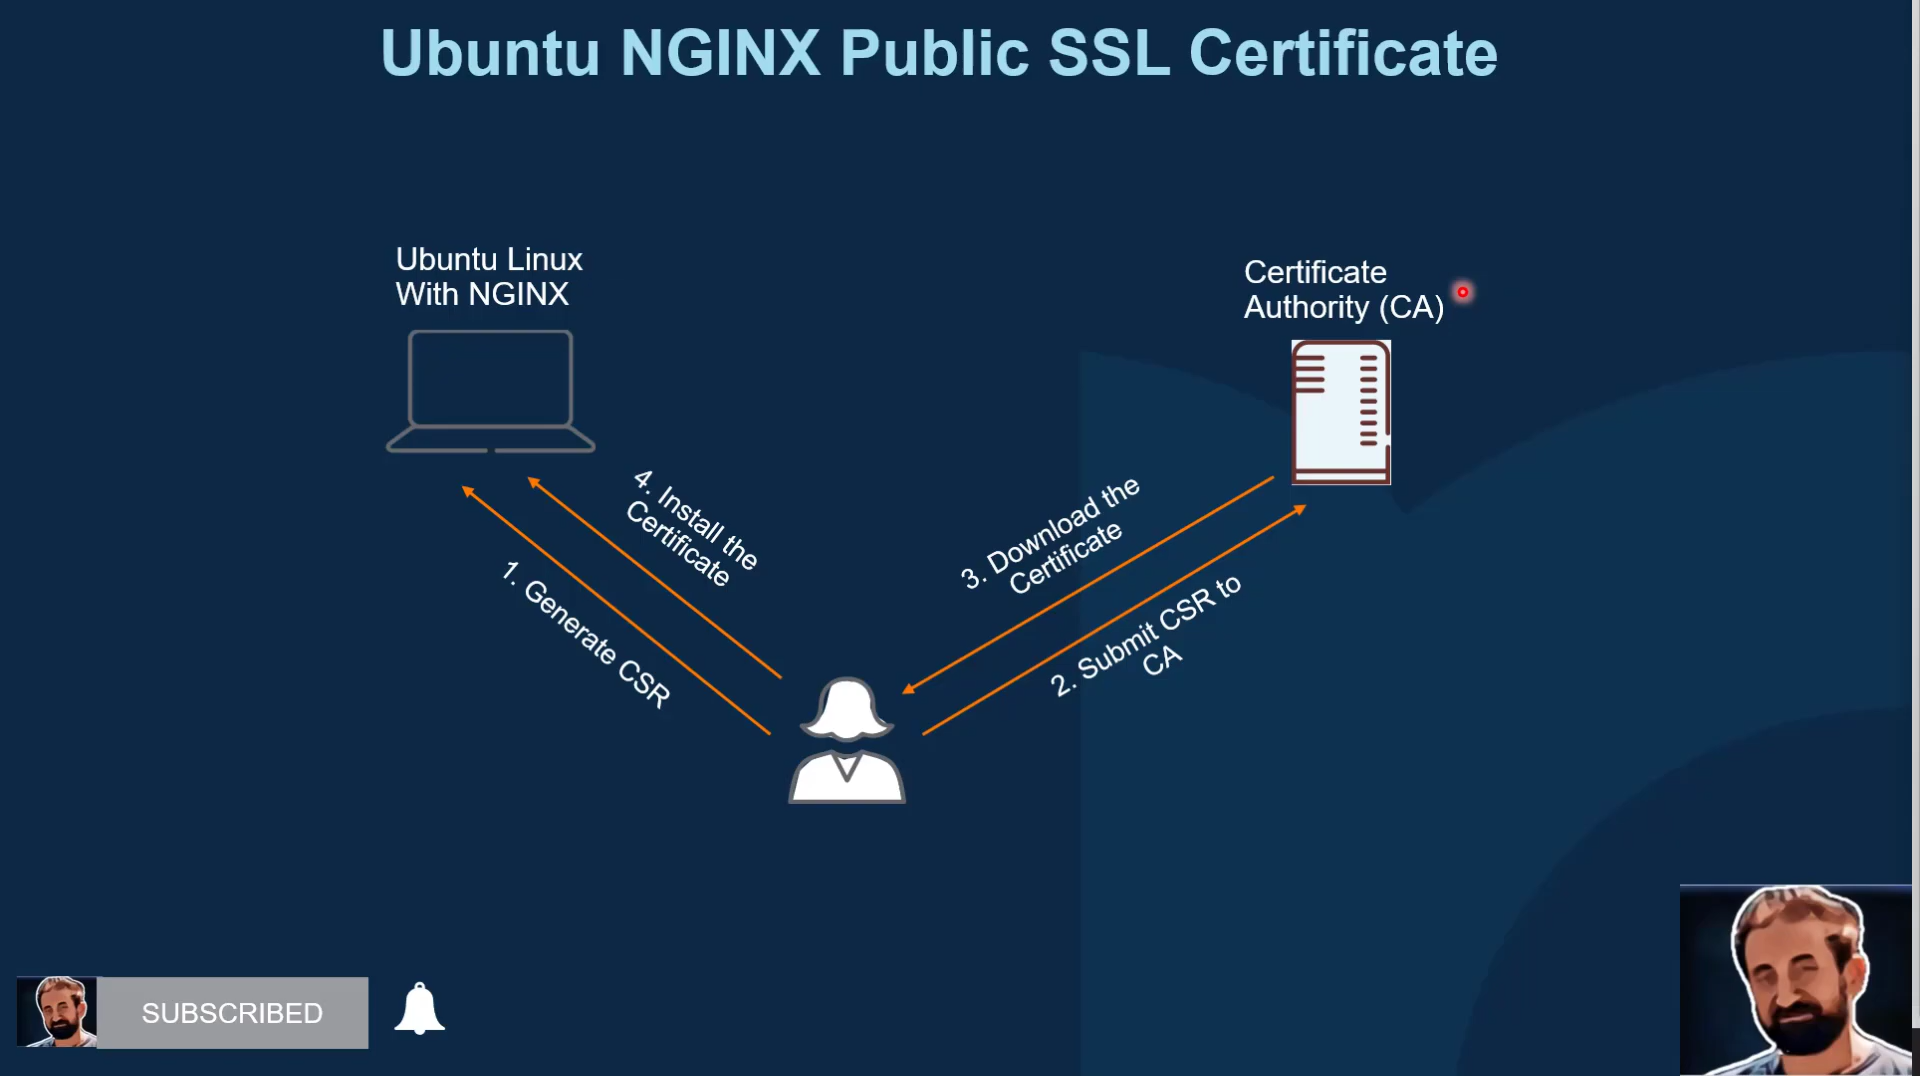 Ubuntu NGINX Public SSL Certificate
Ubuntu Linux
With NGINX
Certificate
Authority (CA)
4. Install the
Certificate
1. Generate CSR
3. Download the
Certificate
2. Submit CSR to
CA
SUBSCRIBED